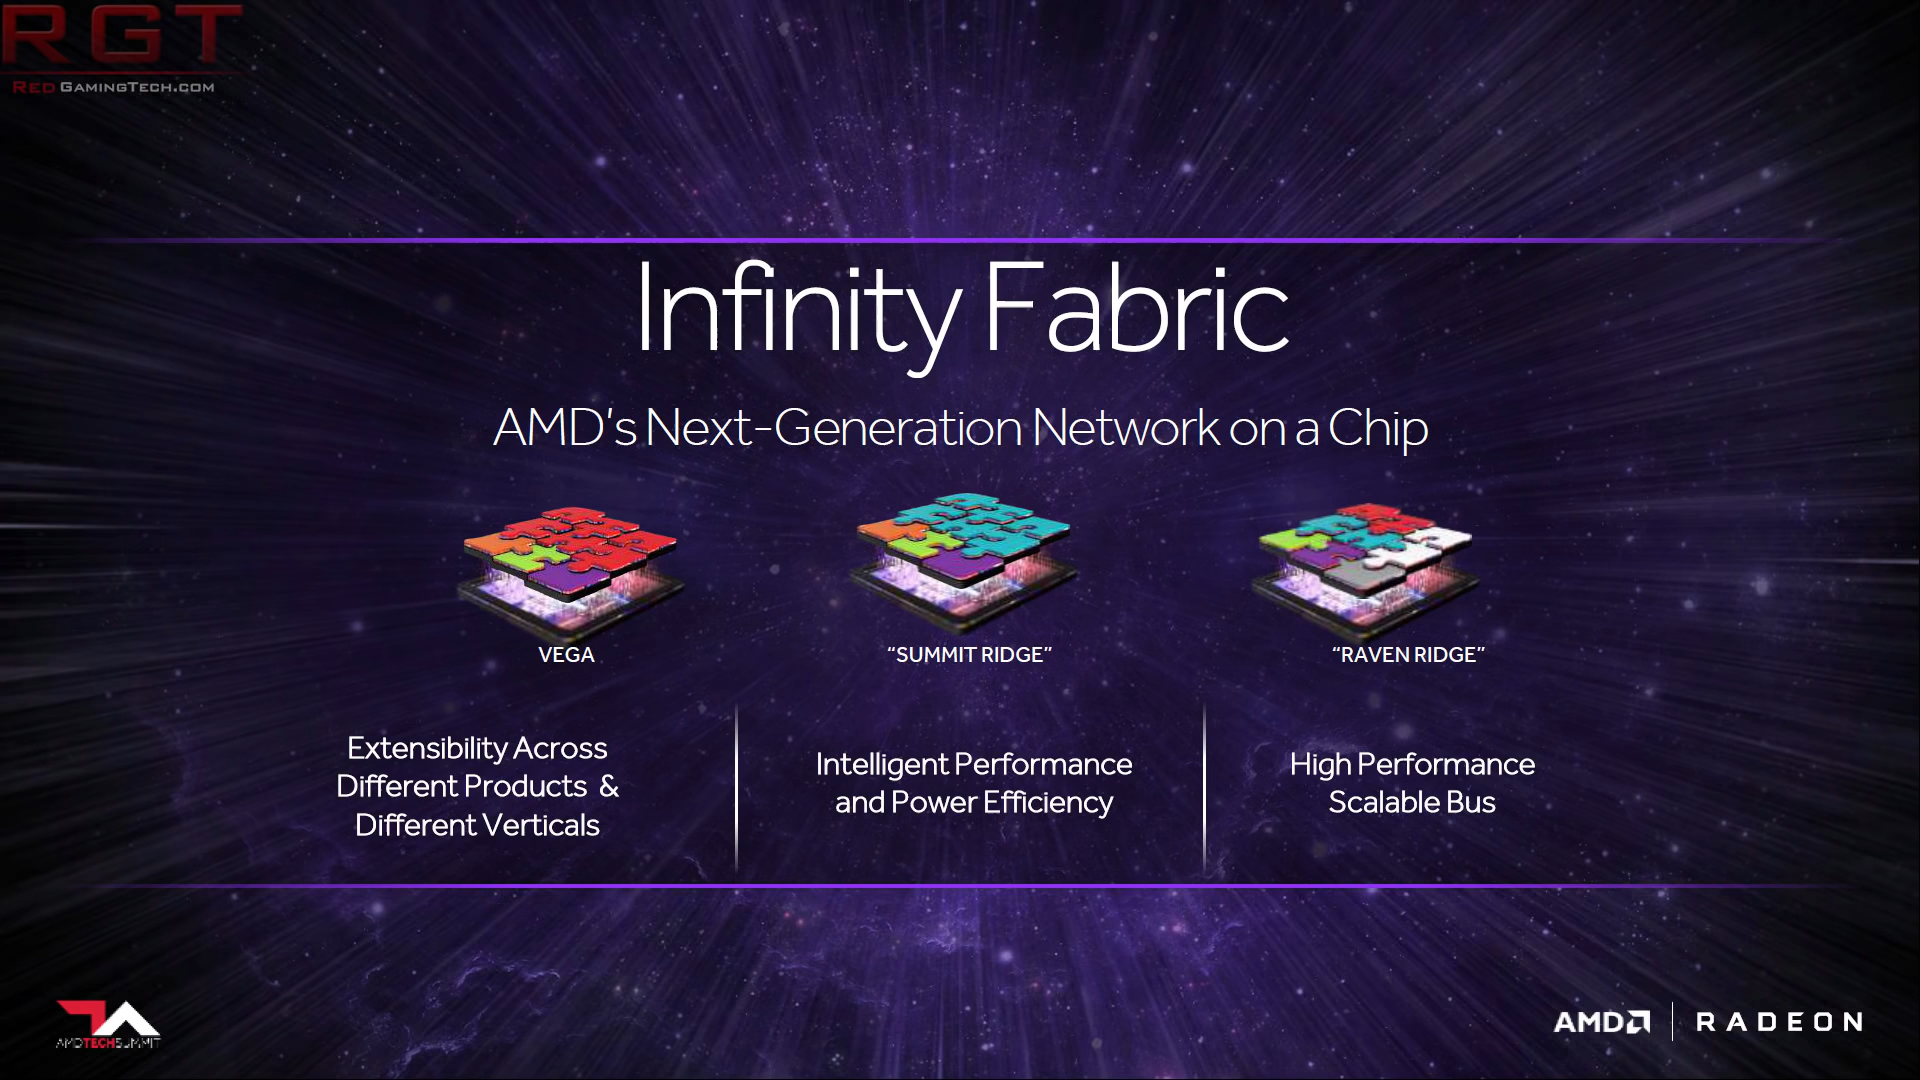 RGT
RED GAMINGTECH.COM
Infinity Fabric
AMD's Next-Generation Network on a Chip
VEGA
“SUMMIT RIDGE”
“RAVEN RIDGE”
Extensibility Across
Different Products &
Different Verticals
Intelligent Performance
and Power Efficiency
High Performance
Scalable Bus
AMDTECHSUMMIT
AMD
RADEON